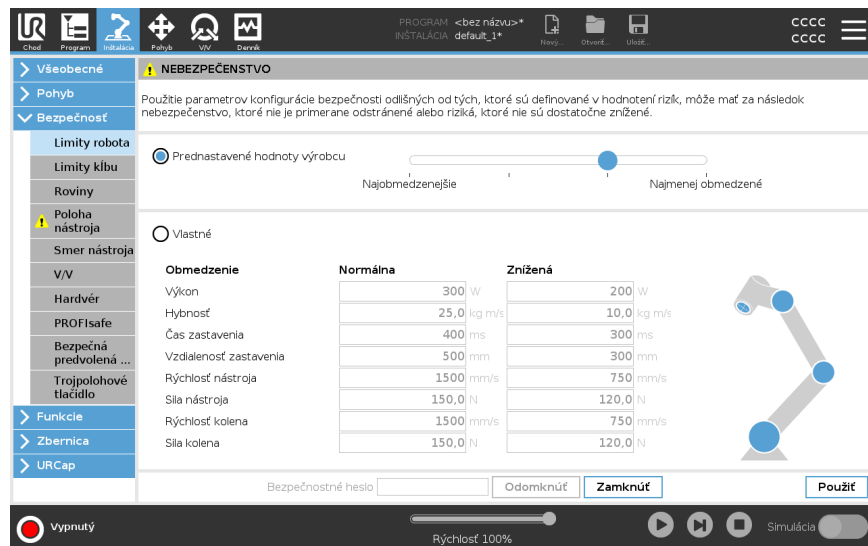 PROGRAM <bez názvu>*
INŠTALÁCIA default_1*
cccc
cccc
Chod Program Inštalácia Pohyb V/V Denník Nový... Otvoriť... Uložiť...
Všeobecné
Pohyb
Bezpečnosť
Limity robota
Limity kĺbu
Roviny
Poloha
nástroja
Smer nástroja
V/V
Hardvér
PROFIsafe
Bezpečná
predvolená ...
Trojpolohové
tlačidlo
Funkcie
Zbernica
URCap
NEBEZPEČENSTVO
Použitie parametrov konfigurácie bezpečnosti odlišných od tých, ktoré sú definované v hodnotení rizík, môže mať za následok
nebezpečenstvo, ktoré nie je primerane odstránené alebo riziká, ktoré nie sú dostatočne znížené.
Prednastavené hodnoty výrobcu
Najobmedzenejšie Najmenej obmedzené
Vlastné
Obmedzenie Normálna Znížená
Výkon 300 W 200 W
Hybnosť 25,0 kg m/s 10,0 kg m/s
Čas zastavenia 400 ms 300 ms
Vzdialenosť zastavenia 500 mm 300 mm
Rýchlosť nástroja 1500 mm/s 750 mm/s
Sila nástroja 150,0 N 120,0 N
Rýchlosť kolena 1500 mm/s 750 mm/s
Sila kolena 150,0 N 120,0 N
Bezpečnostné heslo Odomknúť Zamknúť Použiť
Vypnutý
Rýchlosť 100%
Simulácia